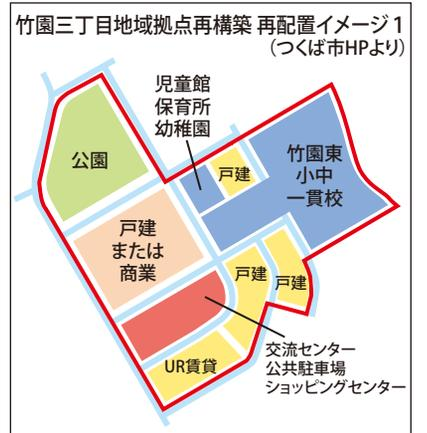 竹園三丁目地域拠点再構築 再配置イメージ1
(つくば市HPより)
児童館
保育所
幼稚園
公園
戸建
竹園東
小中
一貫校
戸建
または
商業
戸建
戸建
UR賃貸
交流センター
公共駐車場
ショッピングセンター